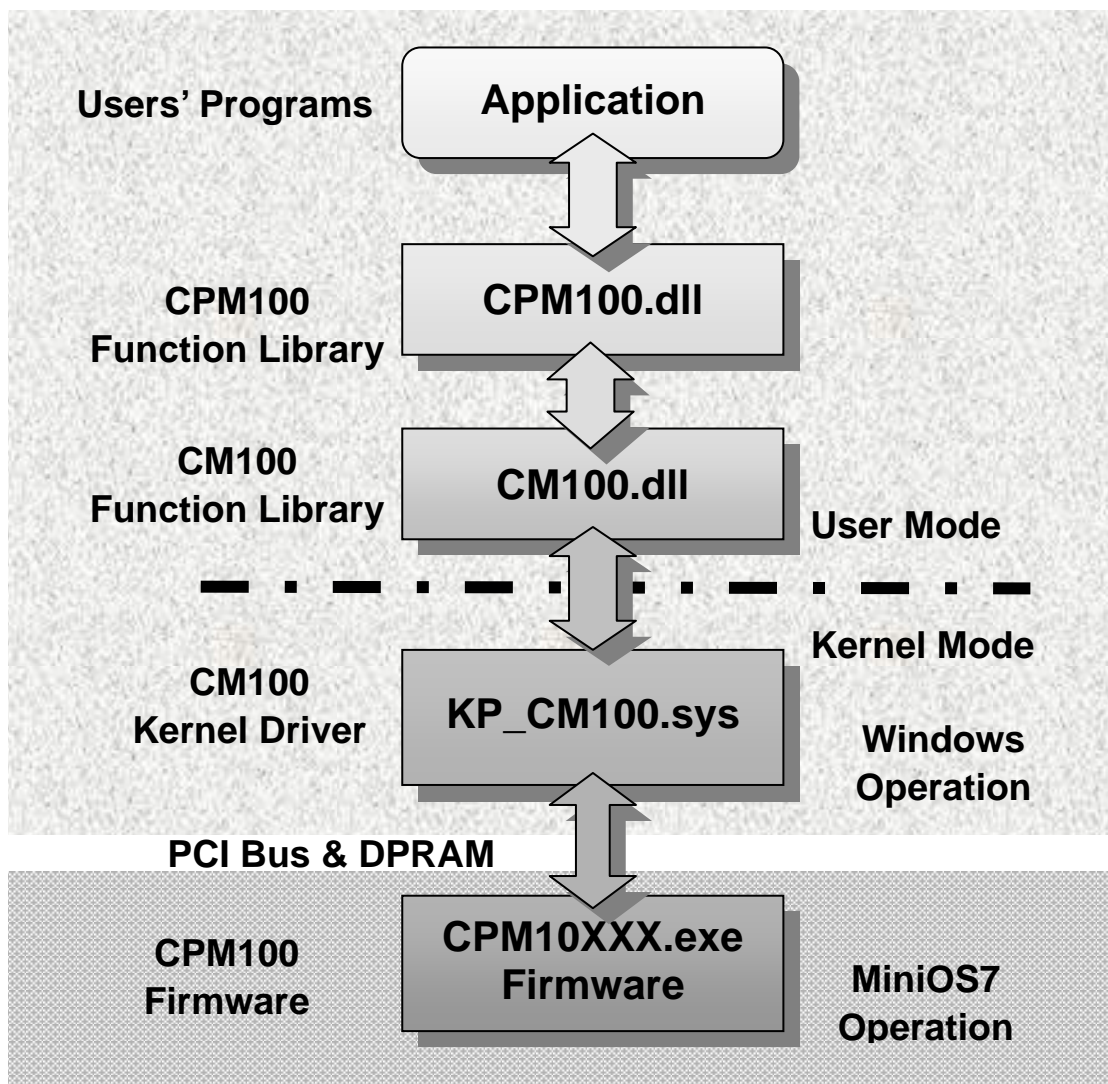 Users’ Programs
Application
CPM100
Function Library
CPM100.dll
CM100
Function Library
CM100.dll
User Mode
Kernel Mode
CM100
Kernel Driver
KP_CM100.sys
Windows
Operation
PCI Bus & DPRAM
CPM100
Firmware
CPM10XXX.exe
Firmware
MiniOS7
Operation